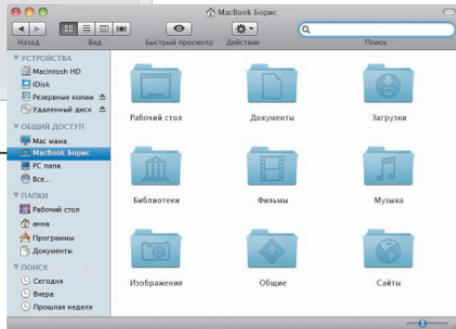 MacBook Борис
Назад Вид Быстрый просмотр Действие Поиск
УСТРОЙСТВА
Macintosh HD
iDisk
Резервные копии
Удаленный диск
ОБЩИЙ ДОСТУП
Mac мама
MacBook Борис
PC папа
Все...
ПАПКИ
Рабочий стол
анна
Программы
Документы
ПОИСК
Сегодня
Вчера
Прошлая неделя
Рабочий стол Документы Загрузки
Библиотеки Фильмы Музыка
Изображения Общие Сайты